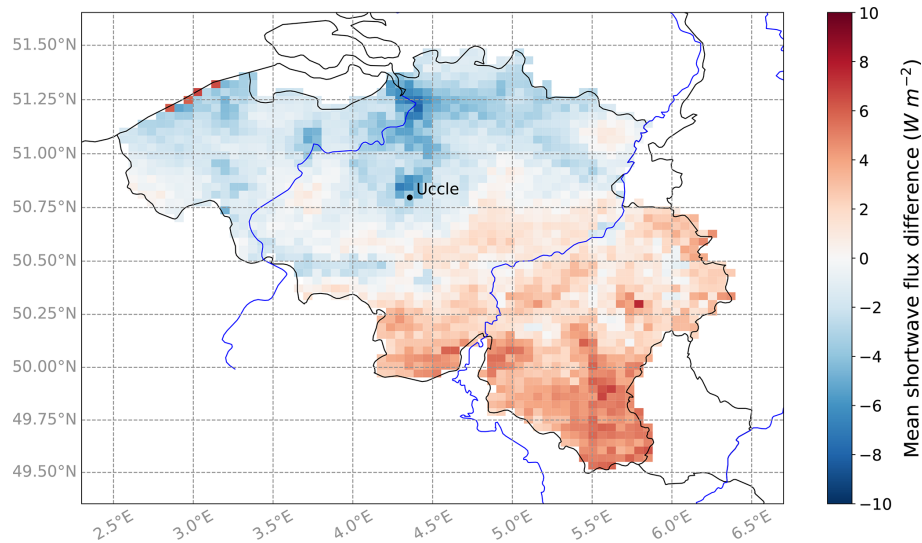 51.50°N
51.25°N
51.00°N
50.75°N
50.50°N
50.25°N
50.00°N
49.75°N
49.50°N
2.5°E
3.0°E
3.5°E
4.0°E
4.5°E
5.0°E
5.5°E
6.0°E
6.5°E
Uccle
10
8
6
4
2
0
−2
−4
−6
−8
−10
Mean shortwave flux difference (W m⁻²)